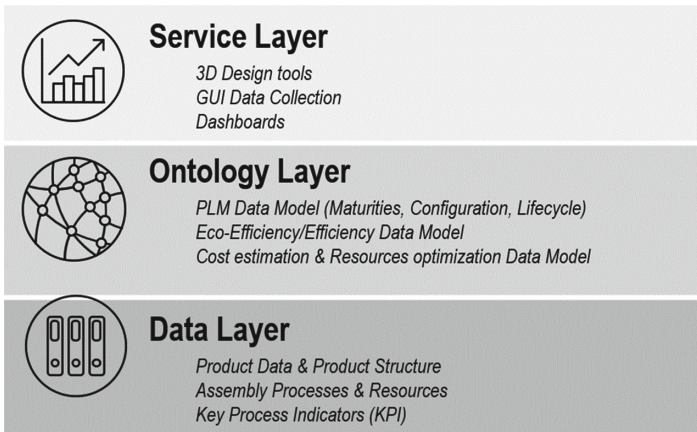 Service Layer
3D Design tools
GUI Data Collection
Dashboards
Ontology Layer
PLM Data Model (Maturities, Configuration, Lifecycle)
Eco-Efficiency/Efficiency Data Model
Cost estimation & Resources optimization Data Model
Data Layer
Product Data & Product Structure
Assembly Processes & Resources
Key Process Indicators (KPI)